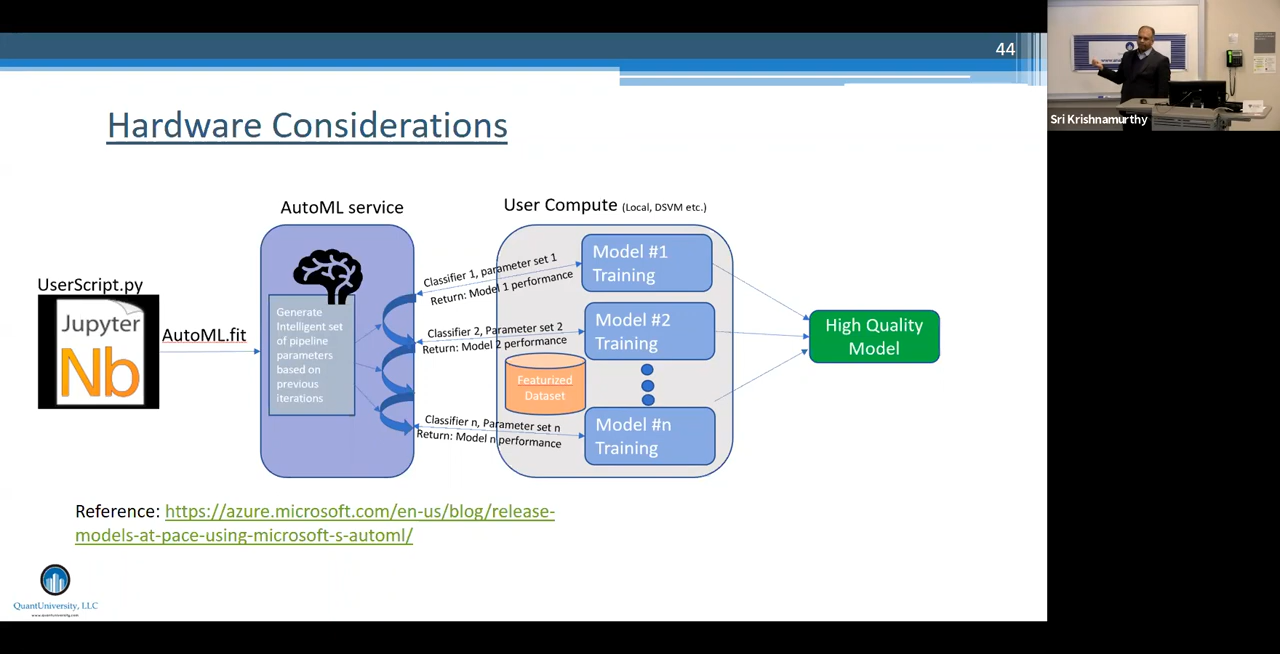 44
Hardware Considerations
Sri Krishnamurthy
AutoML service
User Compute (Local, DSVM etc.)
UserScript.py
Jupyter
Nb
AutoML.fit
Generate
Intelligent set
of pipeline
parameters
based on
previous
iterations
Classifier 1, parameter set 1
Return: Model 1 performance
Classifier 2, Parameter set 2
Return: Model 2 performance
Classifier n, Parameter set n
Return: Model n performance
Model #1
Training
Model #2
Training
Featurized
Dataset
Model #n
Training
High Quality
Model
Reference: https://azure.microsoft.com/en-us/blog/release-
models-at-pace-using-microsoft-s-automl/
QuantUniversity, LLC